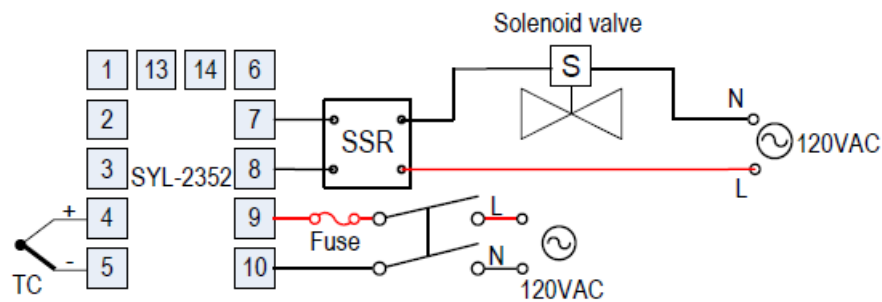 Solenoid valve
1 13 14 6
S
2 7
N
SSR
120VAC
3 SYL-2352 8
L
+ 4 9
L
Fuse
- 5 10
N
TC
120VAC